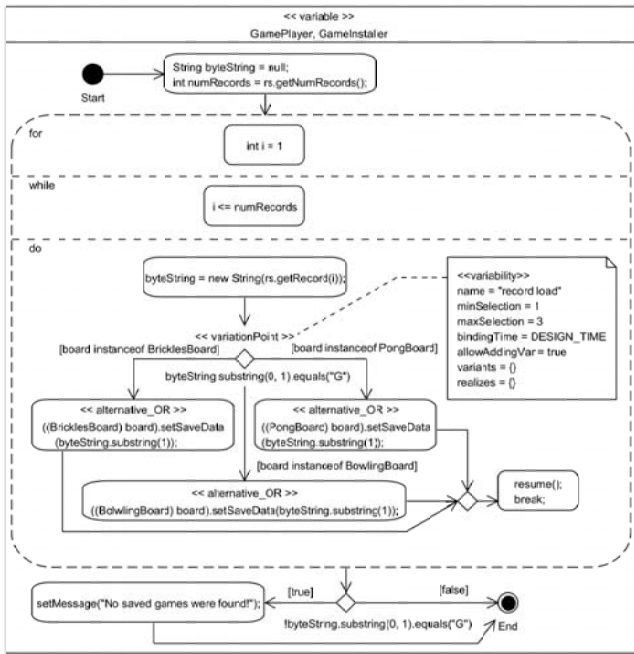 << variable >>
GamePlayer, GameInstaller
String byteString = null;
int numRecords = rs.getNumRecords();
Start
for
int i = 1
while
i <= numRecords
do
byteString = new String(rs.getRecord(i));
<<variability>>
name = "record load"
minSelection = 1
maxSelection = 3
bindingTime = DESIGN_TIME
allowAddingVar = true
variants = {}
realizes = {}
<< variationPoint >>
[board instanceof BricklesBoard]
[board instanceof PongBoard]
byteString.substring(0, 1).equals("G")
<< alternative_OR >>
((BricklesBoard) board).setSaveData
(byteString.substring(1));
<< alternative_OR >>
((PongBoard) board).setSaveData
(byteString.substring(1));
[board instanceof BowlingBoard]
<< alternative_OR >>
((BolwlingBoard) board).setSaveData(byteString.substring(1));
resume();
break;
[true]
[false]
setMessage("No saved games were found!");
!byteString.substring(0, 1).equals("G")
End